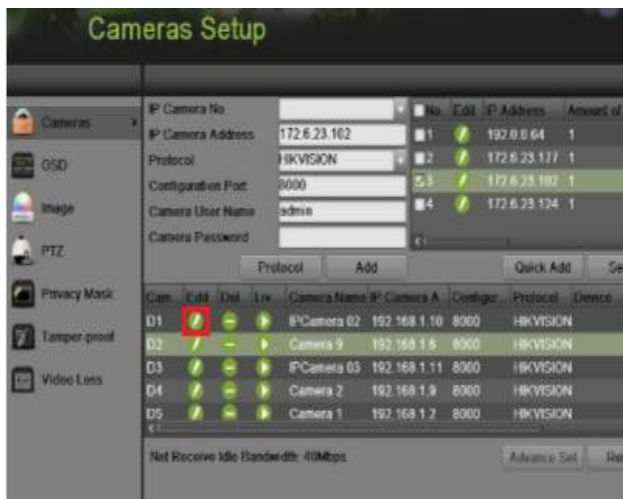 Cameras Setup
Cameras
OSD
Image
PTZ
Privacy Mask
Tamper-proof
Video Loss
IP Camera No
IP Camera Address 172.6.23.102
Protocol HIKVISION
Configuration Port 8000
Camera User Name admin
Camera Password
No. Edit IP Address Amount of
1 192.0.0.64 1
2 172.6.23.177 1
3 172.6.23.102 1
4 172.6.23.124 1
Protocol Add Quick Add
Cam. Edit Del. Liv. Camera Name IP Camera A Configur Protocol Device
D1 IPCamera 02 192.168.1.10 8000 HIKVISION
D2 Camera 9 192.168.1.6 8000 HIKVISION
D3 IPCamera 03 192.168.1.11 8000 HIKVISION
D4 Camera 2 192.168.1.9 8000 HIKVISION
D5 Camera 1 192.168.1.2 8000 HIKVISION
Net Receive Idle Bandwidth: 40Mbps
Advance Set